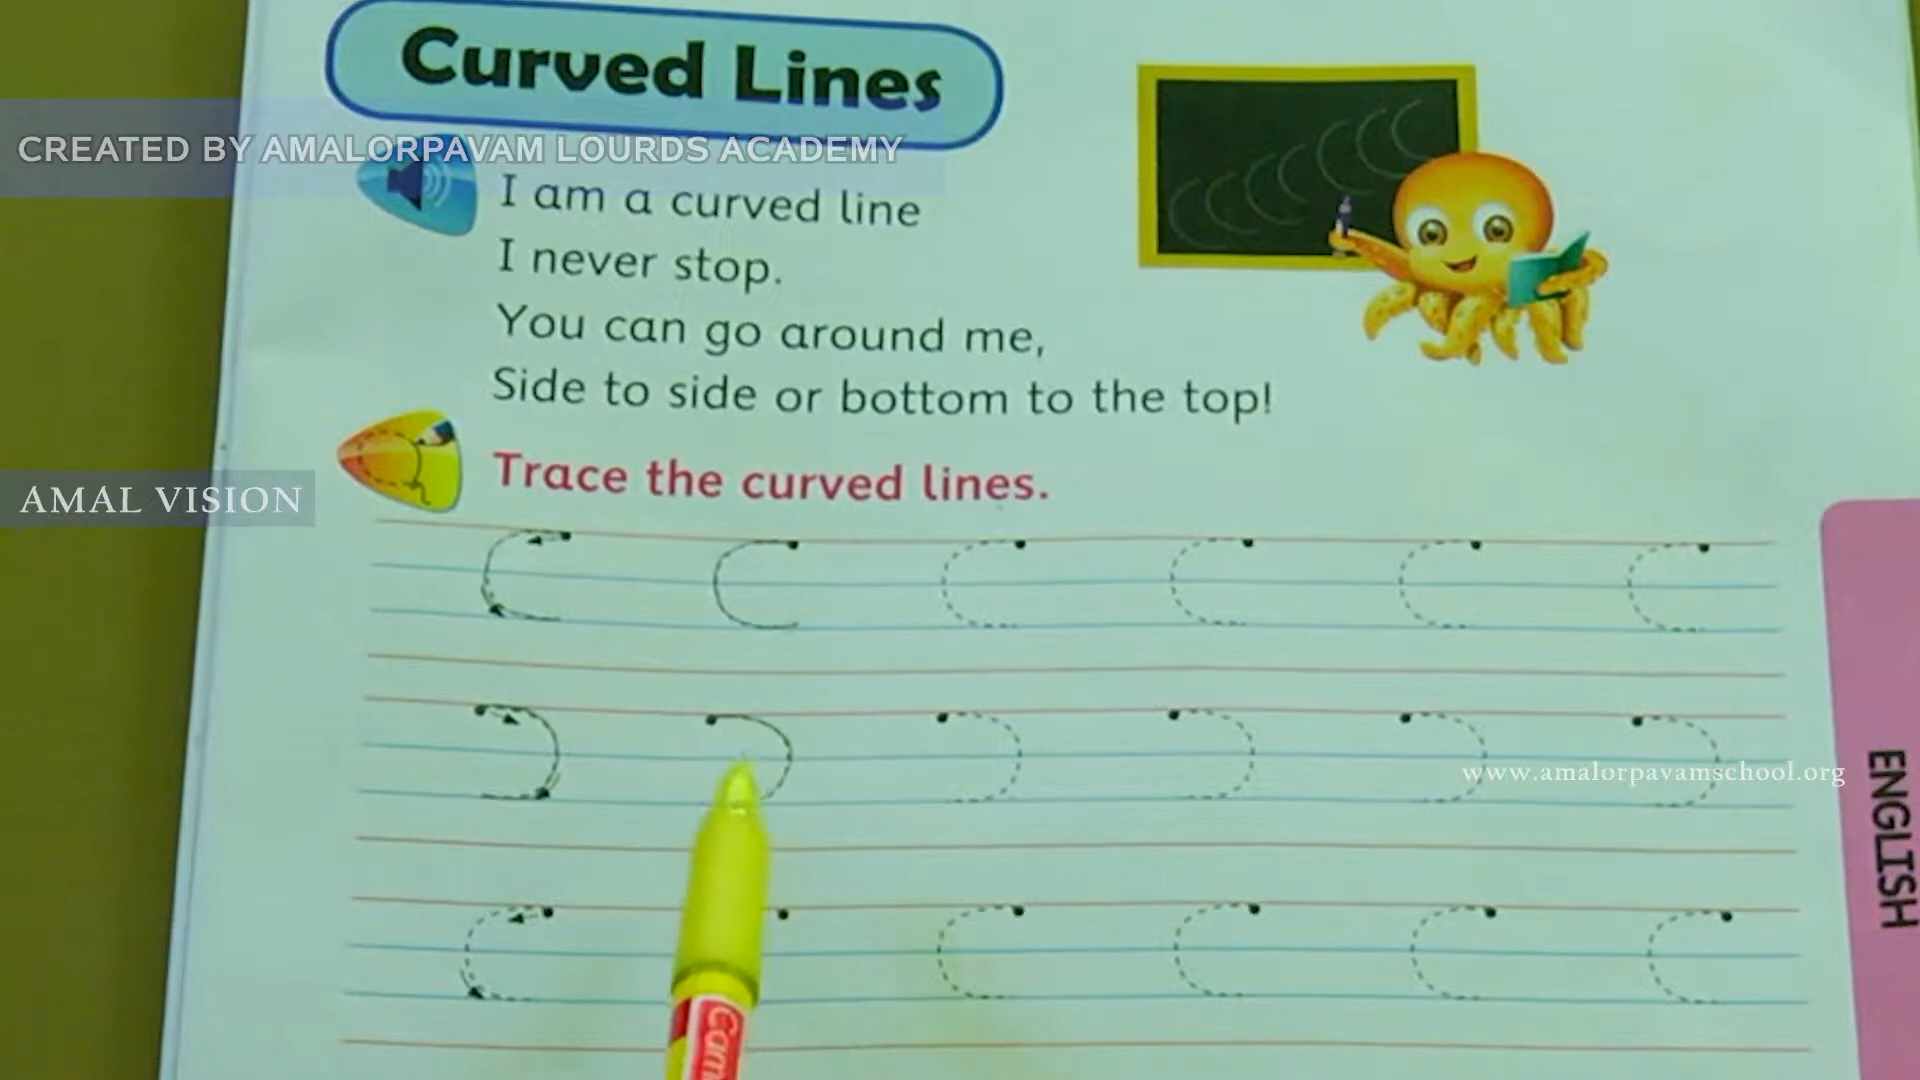 Curved Lines
CREATED BY AMALORPAVAM LOURDS ACADEMY
I am a curved line
I never stop.
You can go around me,
Side to side or bottom to the top!
Trace the curved lines.
AMAL VISION
www.amalorpavamschool.org
ENGLISH
Cam